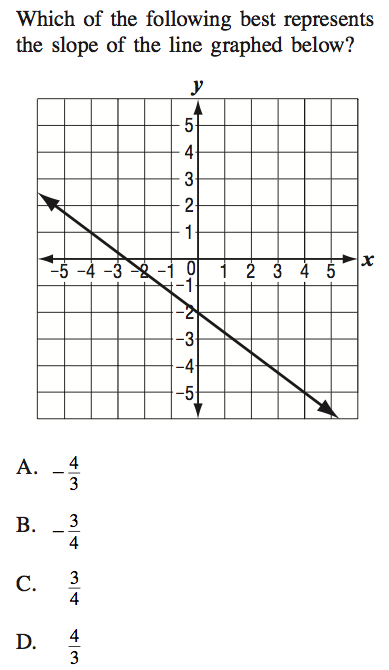 Which of the following best represents
the slope of the line graphed below?
y
5
4
3
2
1
-5 -4 -3 -2 -1 0 1 2 3 4 5 x
-1
-2
-3
-4
-5
A. -4/3
B. -3/4
C. 3/4
D. 4/3